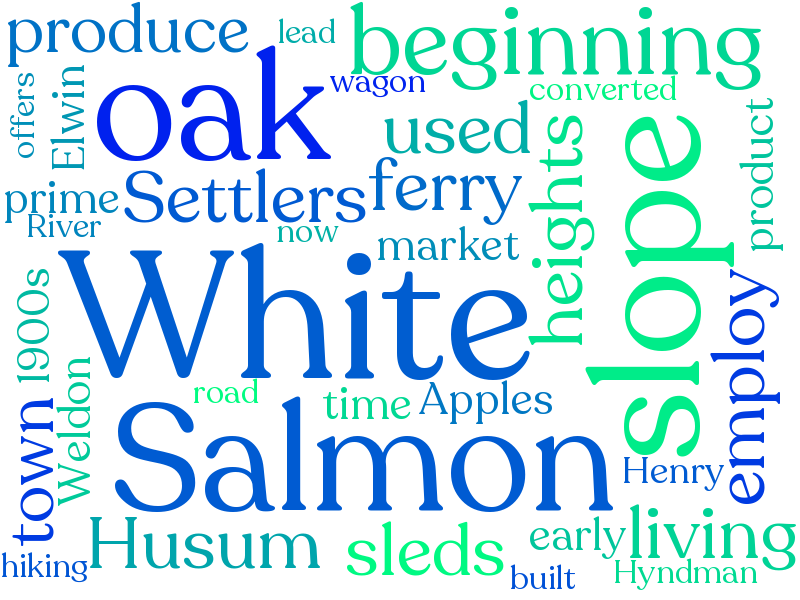 produce
lead
beginning
offers
Elwin
oak
wagon
converted
used
product
prime
Settlers
ferry
heights
slope
River
now
market
White
1900s
employ
Weldon
road
time
Apples
town
Salmon
Henry
Husum
sleds
early
living
hiking
built
Hyndman